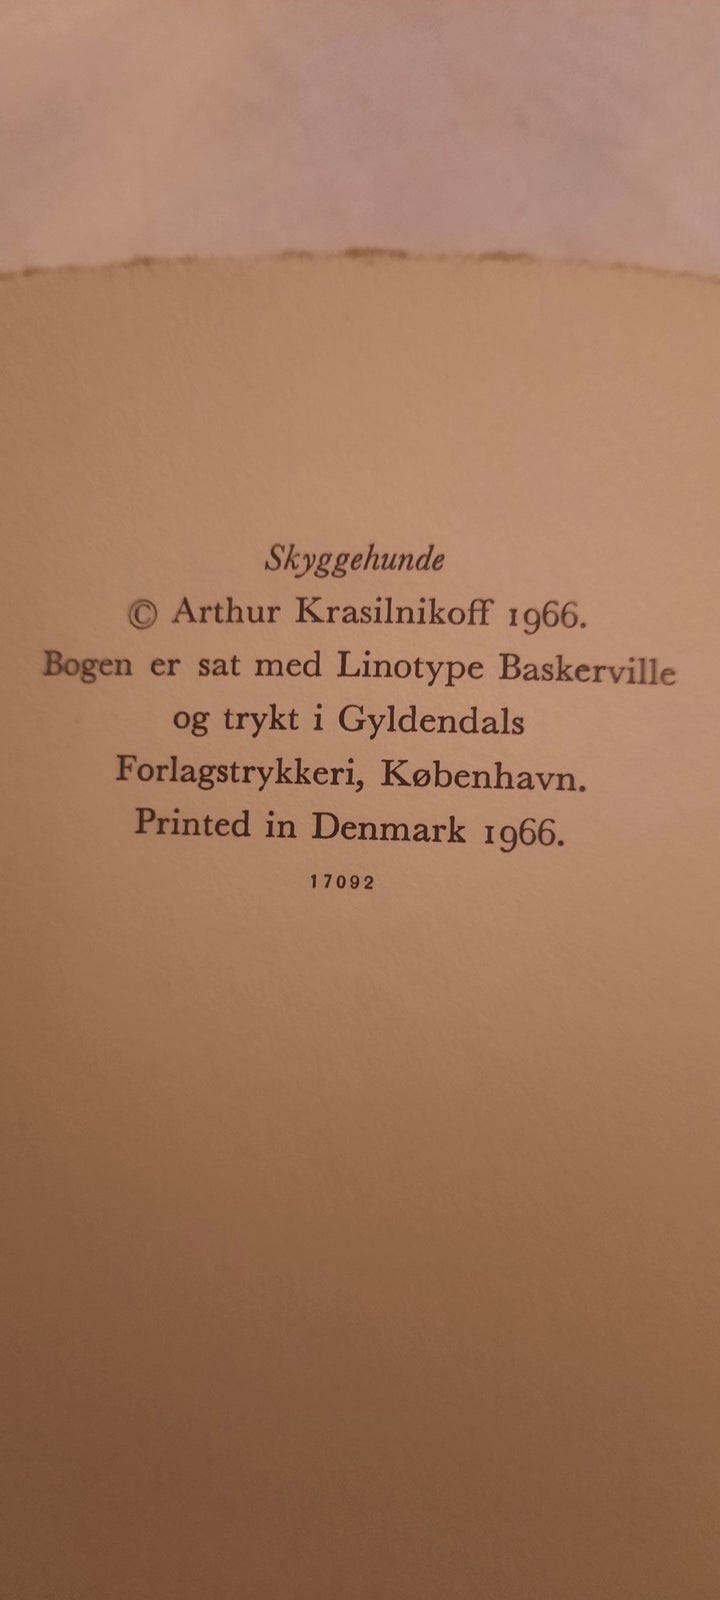 Skyggehunde
© Arthur Krasilnikoff 1966.
Bogen er sat med Linotype Baskerville
og trykt i Gyldendals
Forlagstrykkeri, København.
Printed in Denmark 1966.
17092